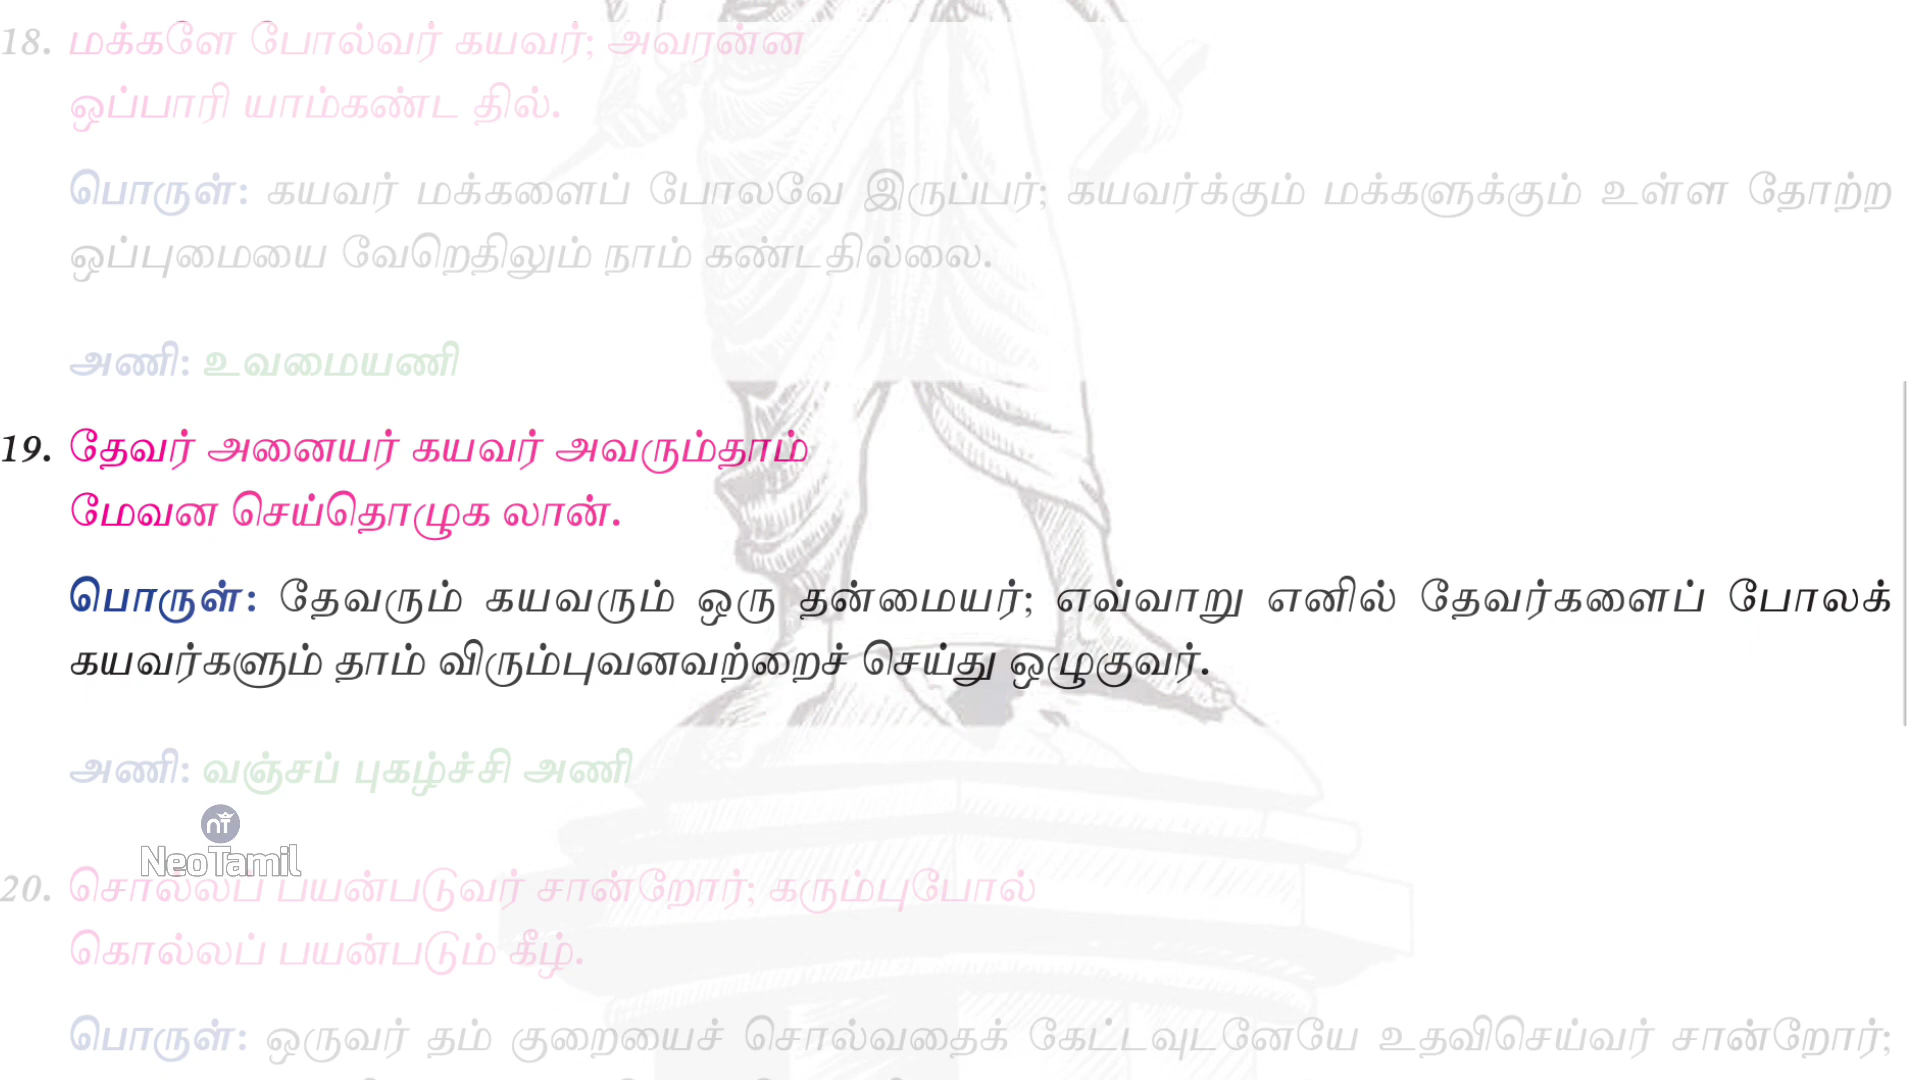 18. மக்களே போல்வர் கயவர்; அவரன்ன
ஒப்பாரி யாம்கண்ட தில்.
பொருள்: கயவர் மக்களைப் போலவே இருப்பர்; கயவர்க்கும் மக்களுக்கும் உள்ள தோற்ற
ஒப்புமையை வேறெதிலும் நாம் கண்டதில்லை.
அணி: உவமையணி
19. தேவர் அனையர் கயவர் அவரும்தாம்
மேவன செய்தொழுக லான்.
பொருள்: தேவரும் கயவரும் ஒரு தன்மையர்; எவ்வாறு எனில் தேவர்களைப் போலக்
கயவர்களும் தாம் விரும்புவனவற்றைச் செய்து ஒழுகுவர்.
அணி: வஞ்சப் புகழ்ச்சி அணி
NeoTamil
20. சொல்லப் பயன்படுவர் சான்றோர்; கரும்புபோல்
கொல்லப் பயன்படும் கீழ்.
பொருள்: ஒருவர் தம் குறையைச் சொல்வதைக் கேட்டவுடனேயே உதவிசெய்வர் சான்றோர்;